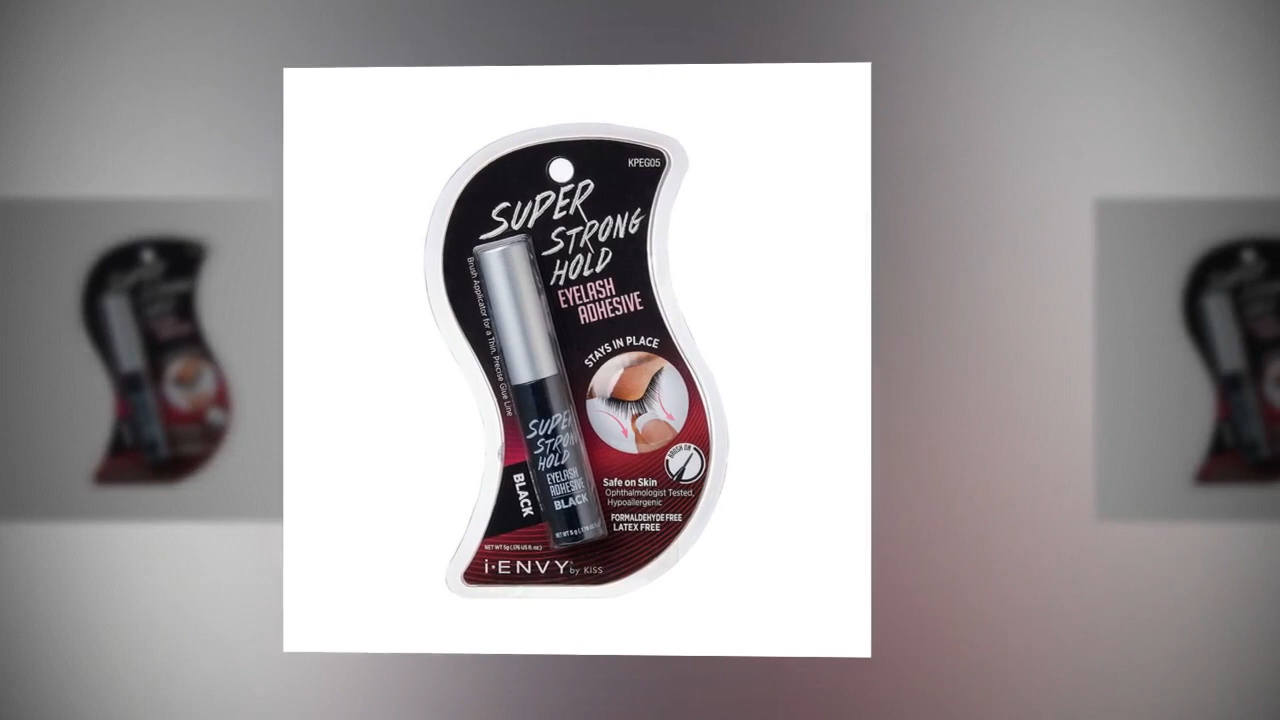 KPEG05
SUPER
STRONG
HOLD
EYELASH
ADHESIVE
Brush Applicator for a Thin, Precise Glue Line
STAYS IN PLACE
BRUSH ON
SUPER
STRONG
HOLD
EYELASH
ADHESIVE
BLACK
BLACK
Safe on Skin
Ophthalmologist Tested,
Hypoallergenic
FORMALDEHYDE FREE
LATEX FREE
NET WT 5g (.176 US fl. oz.)
i·ENVY by KISS